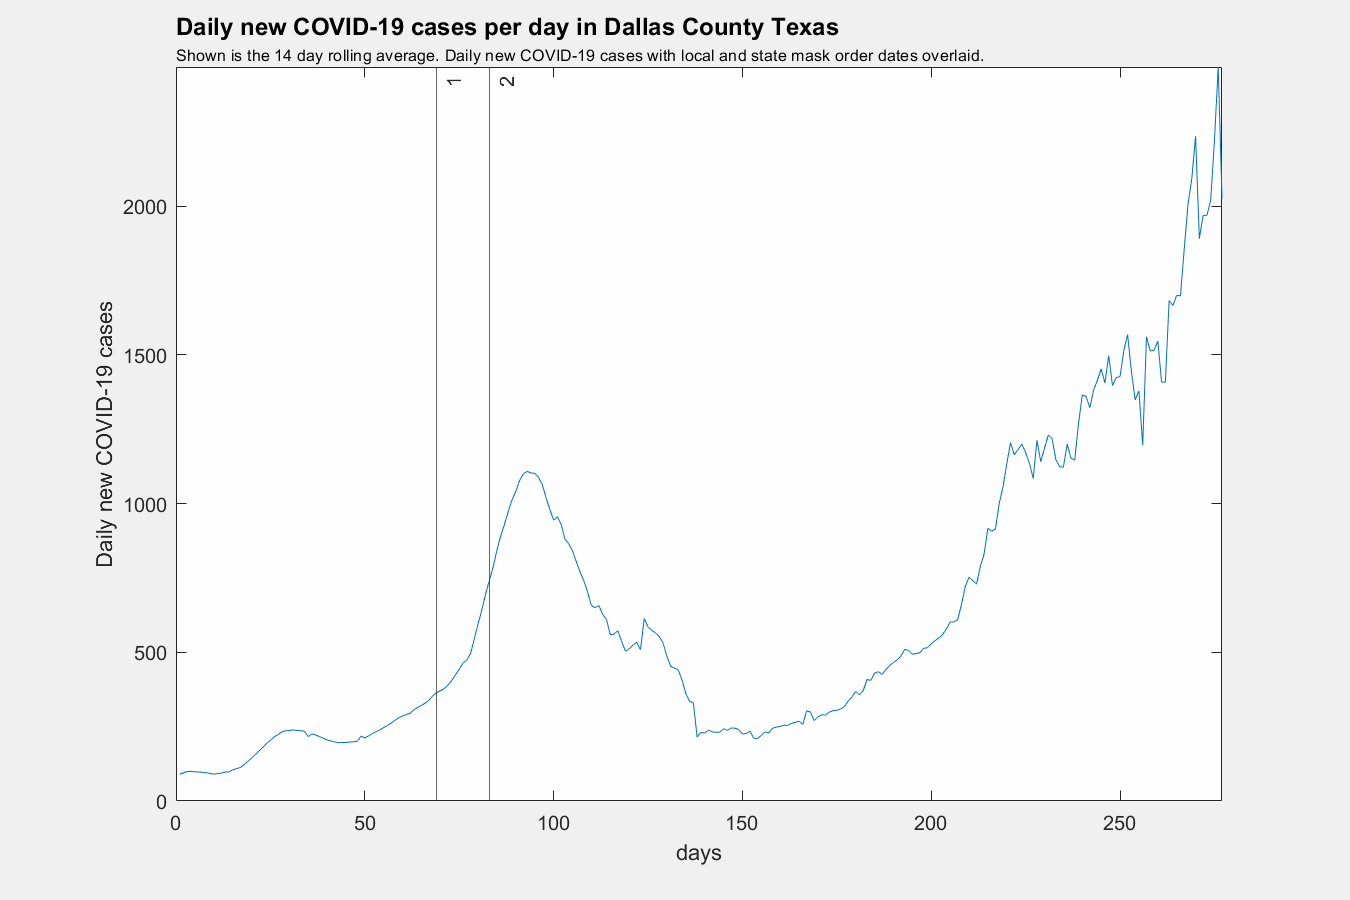 Daily new COVID-19 cases per day in Dallas County Texas
Shown is the 14 day rolling average. Daily new COVID-19 cases with local and state mask order dates overlaid.
1
2
2000
1500
1000
500
0
Daily new COVID-19 cases
0 50 100 150 200 250
days